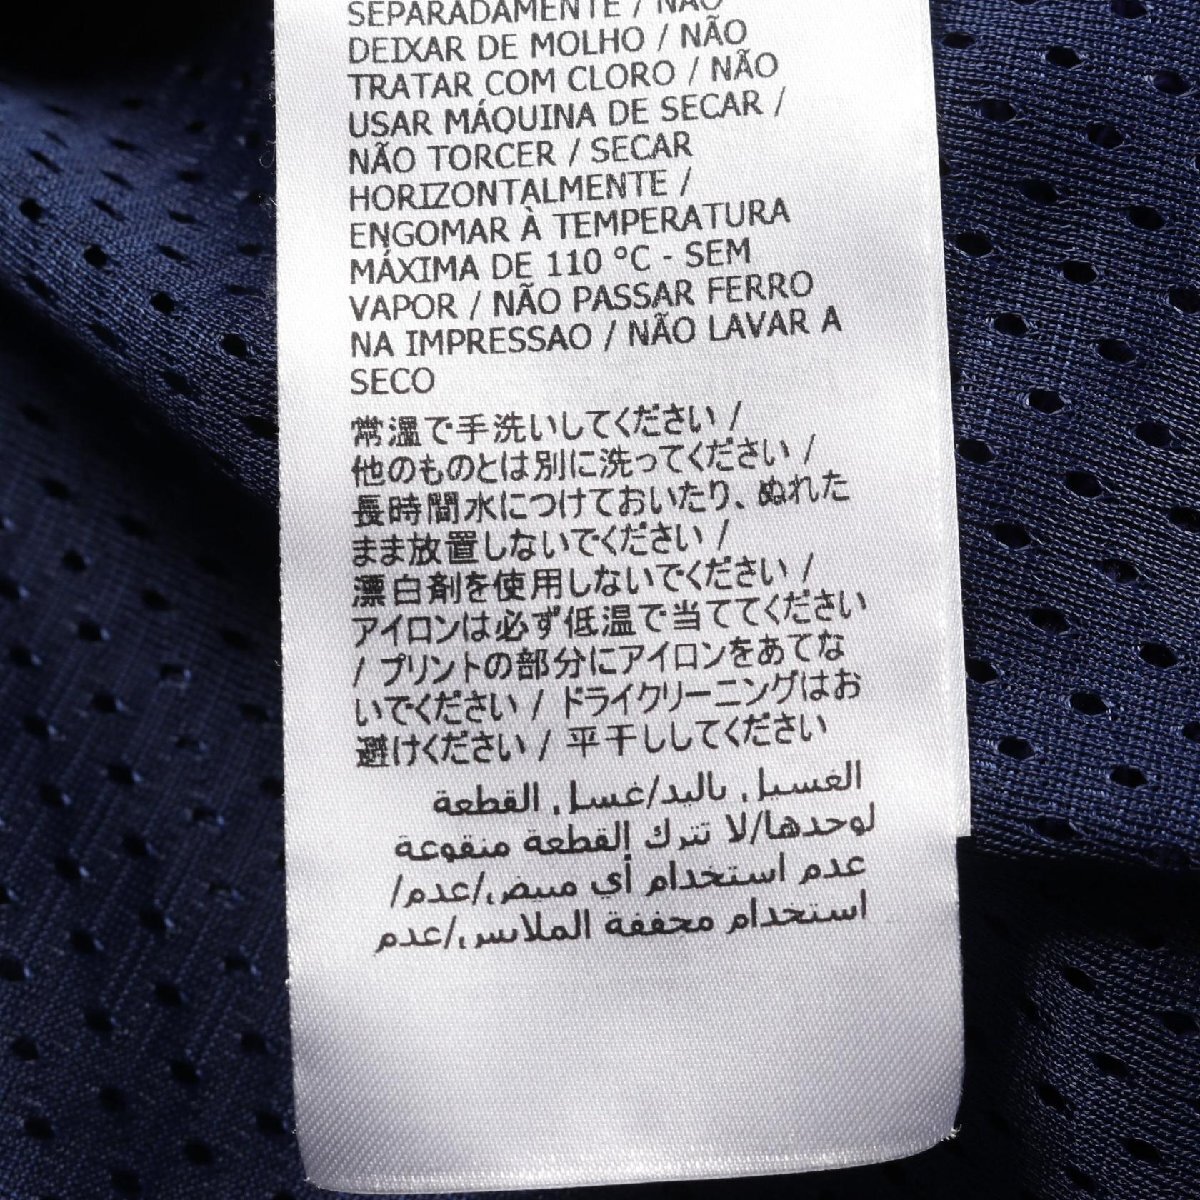 SEPARADAMENTE / NÃO
DEIXAR DE MOLHO / NÃO
TRATAR COM CLORO / NÃO
USAR MÁQUINA DE SECAR /
NÃO TORCER / SECAR
HORIZONTALMENTE /
ENGOMAR À TEMPERATURA
MÁXIMA DE 110 °C - SEM
VAPOR / NÃO PASSAR FERRO
NA IMPRESSAO / NÃO LAVAR A
SECO
常温で手洗いしてください /
他のものとは別に洗ってください /
長時間水につけておいたり、ぬれた
まま放置しないでください /
漂白剤を使用しないでください /
アイロンは必ず低温で当ててください
/ プリントの部分にアイロンをあてな
いでください / ドライクリーニングはお
避けください / 平干ししてください
الغسيل باليد/غسل القطعة
لوحدها/لا تترك القطعة منقوعة
عدم استخدام أي مبيض/عدم/
استخدام مجففة الملابس/عدم